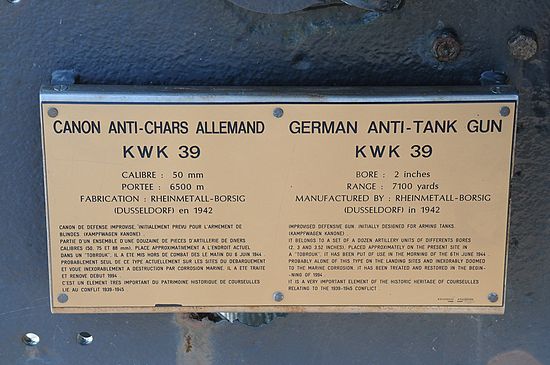 CANON ANTI-CHARS ALLEMAND
KWK 39
CALIBRE : 50 mm
PORTEE : 6500 m
FABRICATION : RHEINMETALL-BORSIG
(DUSSELDORF) en 1942
CANON DE DEFENSE IMPROVISE, INITIALEMENT PREVU POUR L'ARMEMENT DE
BLINDES. (KAMPFWAGEN KANONE)
PARTIE D'UN ENSEMBLE D'UNE DOUZAINE DE PIECES D'ARTILLERIE DE DIVERS
CALIBRES (50, 75 ET 88 mm), PLACE APPROXIMATIVEMENT A L'ENDROIT ACTUEL
DANS UN "TOBROUK", IL A ETE MIS HORS DE COMBAT DES LE MATIN DU 6 JUIN 1944
PROBABLEMENT SEUL DE CE TYPE ACTUELLEMENT SUR LES SITES DU DEBARQUEMENT
ET VOUE INEXORABLEMENT A DESTRUCTION PAR CORROSION MARINE, IL A ETE TRAITE
ET RENOVE DEBUT 1994
C'EST UN ELEMENT TRES IMPORTANT DU PATRIMOINE HISTORIQUE DE COURSEULLES
LIE AU CONFLIT 1939-1945
GERMAN ANTI-TANK GUN
KWK 39
BORE : 2 inches
RANGE : 7100 yards
MANUFACTURED BY : RHEINMETALL-BORSIG
(DUSSELDORF) in 1942
IMPROVISED DEFENSIVE GUN, INITIALLY DESIGNED FOR ARMING TANKS
(KAMPFWAGEN KANONE)
IT BELONGS TO A SET OF A DOZEN ARTILLERY UNITS OF DIFFERENTS BORES
(2, 3 AND 3.52 INCHES). PLACED APPROXIMATELY ON THE PRESENT SITE IN
A "TOBROUK", IT HAS BEEN PUT OF USE IN THE MORNING OF THE 6TH JUNE 1944
PROBABLY ALONE OF THIS TYPE ON THE LANDING SITES AND INEXORABLY DOOMED
TO THE MARINE CORROSION, IT HAS BEEN TREATED AND RESTORED IN THE BEGIN-
NING OF 1994
IT IS A VERY IMPORTANT ELEMENT OF THE HISTORIC HERITAGE OF COURSEULLES
RELATING TO THE 1939-1945 CONFLICT